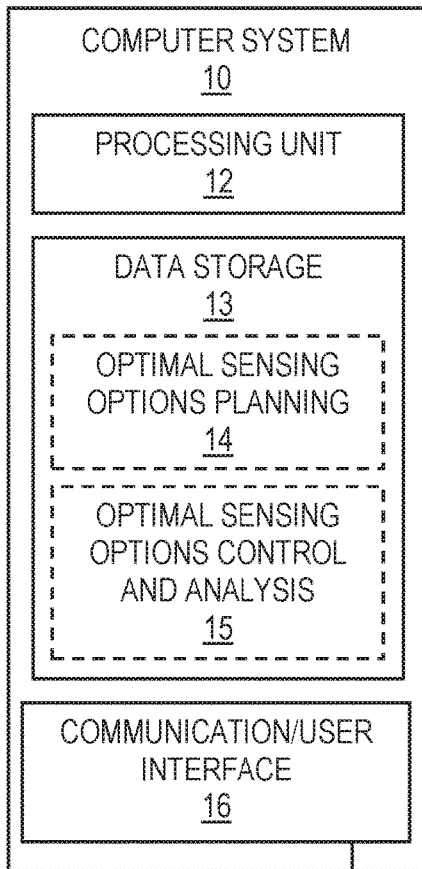 COMPUTER SYSTEM
10
PROCESSING UNIT
12
DATA STORAGE
13
OPTIMAL SENSING
OPTIONS PLANNING
14
OPTIMAL SENSING
OPTIONS CONTROL
AND ANALYSIS
15
COMMUNICATION/USER
INTERFACE
16